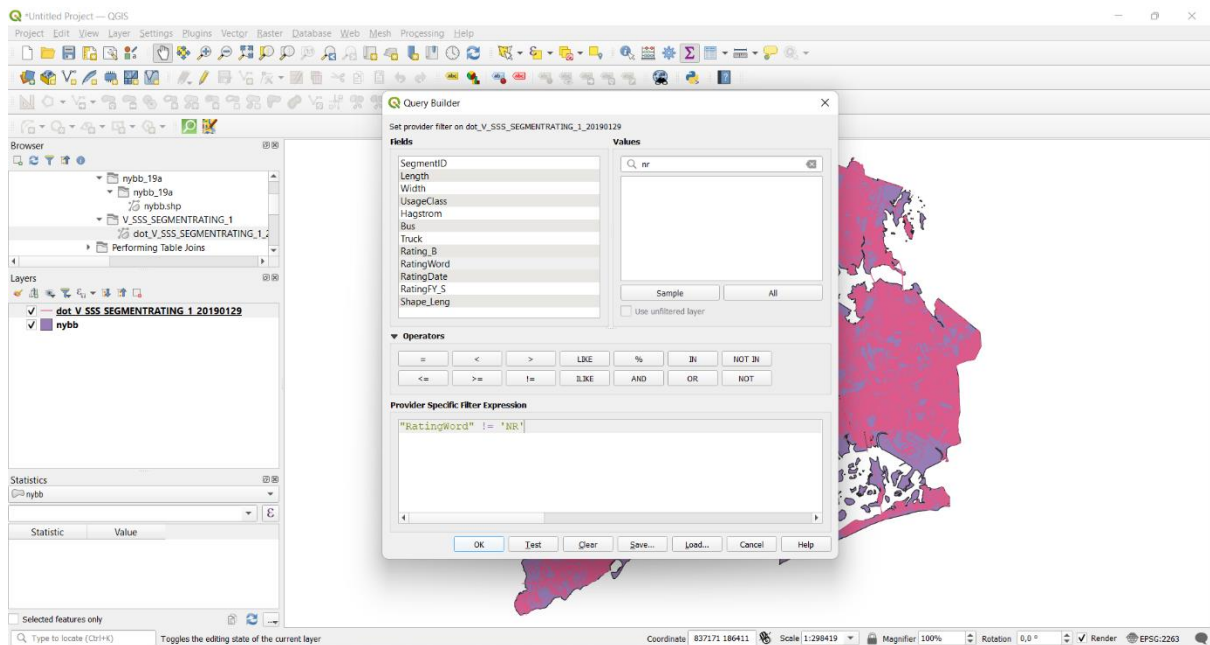 *Untitled Project — QGIS
Project Edit View Layer Settings Plugins Vector Raster Database Web Mesh Processing Help
Query Builder
Set provider filter on dot_V_SSS_SEGMENTRATING_1_20190129
Fields
Values
SegmentID
Length
Width
UsageClass
Hagstrom
Bus
Truck
Rating_B
RatingWord
RatingDate
RatingFY_S
Shape_Leng
nr
Sample All
Use unfiltered layer
Operators
= < > LIKE % IN NOT IN
<= >= != ILIKE AND OR NOT
Provider Specific Filter Expression
"RatingWord" != 'NR'
OK Test Clear Save... Load... Cancel Help
Browser
nybb_19a
nybb_19a
nybb.shp
V_SSS_SEGMENTRATING_1
dot_V_SSS_SEGMENTRATING_1_2
Performing Table Joins
Layers
dot V SSS SEGMENTRATING 1 20190129
nybb
Statistics
nybb
ε
Statistic Value
Selected features only
Type to locate (Ctrl+K) Toggles the editing state of the current layer Coordinate 837171 186411 Scale 1:298419 Magnifier 100% Rotation 0,0 ° Render EPSG:2263